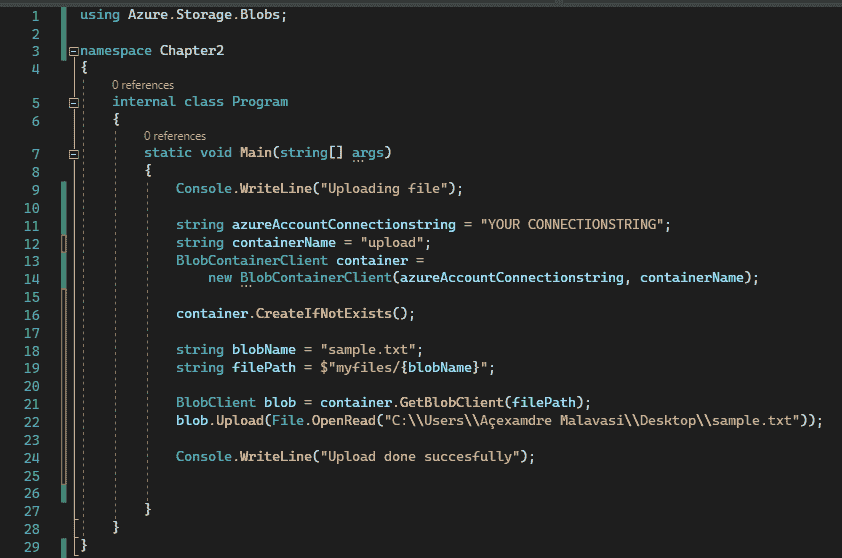 1 using Azure.Storage.Blobs;
2
3 namespace Chapter2
4 {
0 references
5 internal class Program
6 {
0 references
7 static void Main(string[] args)
8 {
9 Console.WriteLine("Uploading file");
10
11 string azureAccountConnectionstring = "YOUR CONNECTIONSTRING";
12 string containerName = "upload";
13 BlobContainerClient container =
14 new BlobContainerClient(azureAccountConnectionstring, containerName);
15
16 container.CreateIfNotExists();
17
18 string blobName = "sample.txt";
19 string filePath = $"myfiles/{blobName}";
20
21 BlobClient blob = container.GetBlobClient(filePath);
22 blob.Upload(File.OpenRead("C:\\Users\\Açexamdre Malavasi\\Desktop\\sample.txt"));
23
24 Console.WriteLine("Upload done succesfully");
25
26
27 }
28 }
29 }